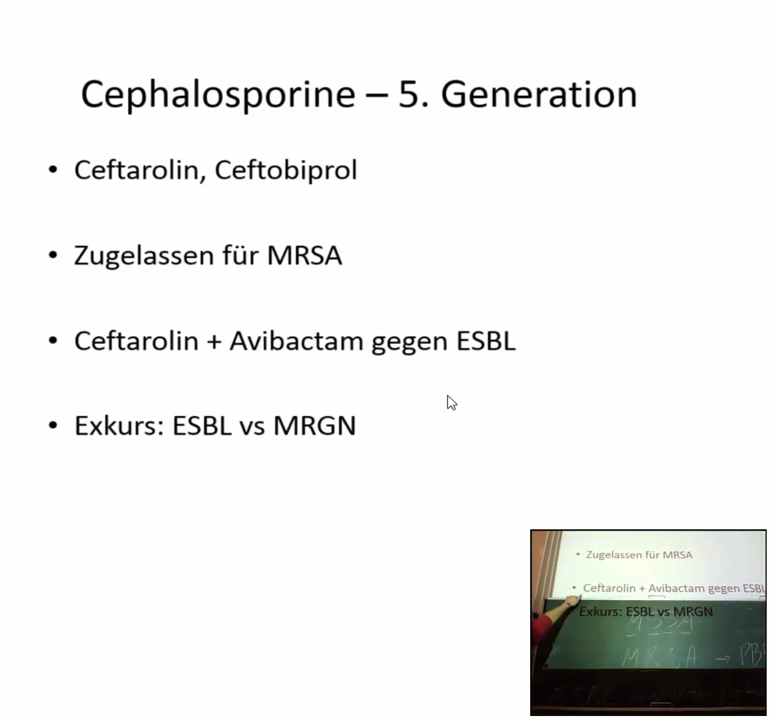 Cephalosporine – 5. Generation
• Ceftarolin, Ceftobiprol
• Zugelassen für MRSA
• Ceftarolin + Avibactam gegen ESBL
• Exkurs: ESBL vs MRGN
• Zugelassen für MRSA
• Ceftarolin + Avibactam gegen ESBL
Exkurs: ESBL vs MRGN
MSSA
MRSA → PB